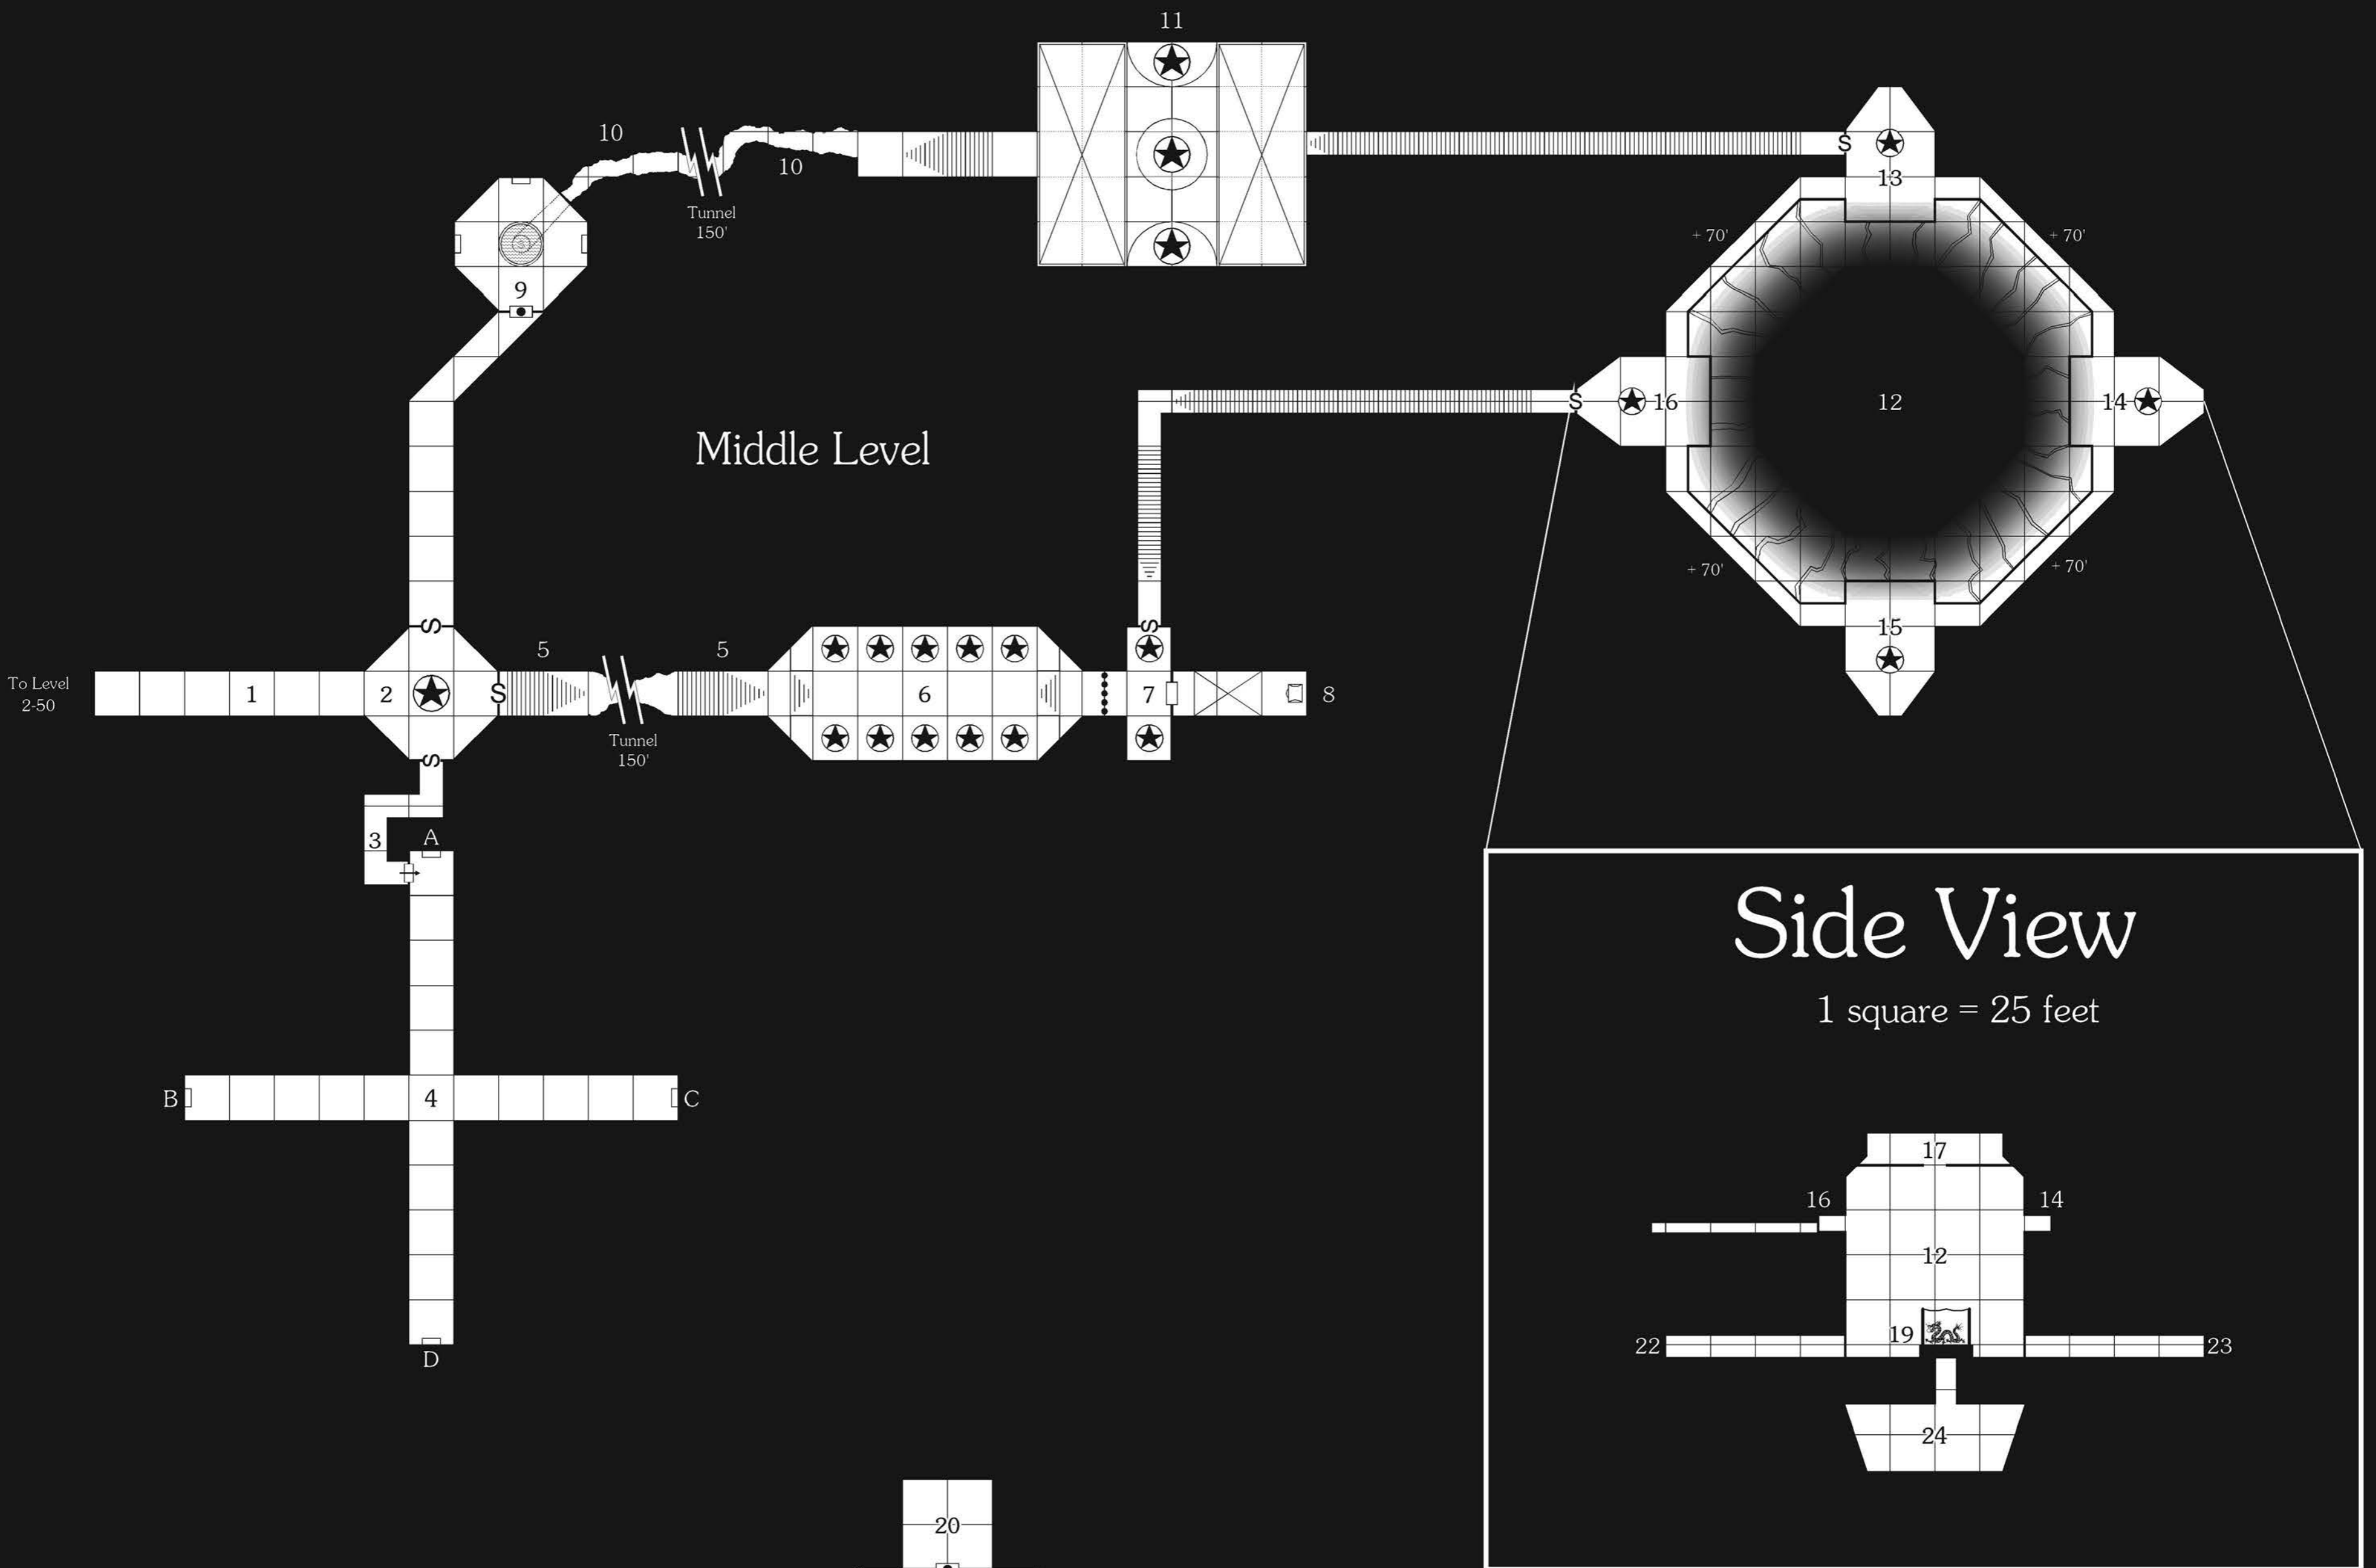 11
10
10
Tunnel
150'
13
+ 70'
+ 70'
9
S
16
12
14
S
Middle Level
+ 70'
+ 70'
15
S
S
5
5
To Level
2-50
1
2
S
6
7
8
Tunnel
150'
S
3
A
B
4
C
D
Side View
1 square = 25 feet
17
16
14
12
19
22
23
24
20